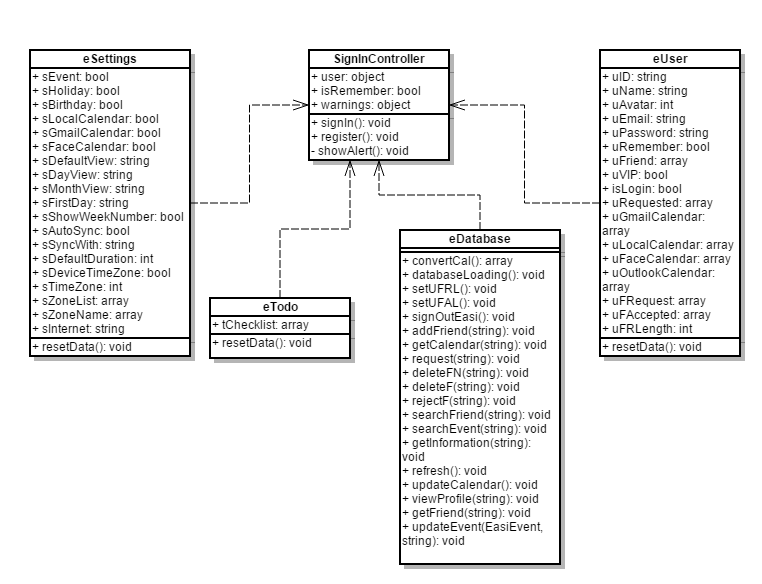 eSettings
+ sEvent: bool
+ sHoliday: bool
+ sBirthday: bool
+ sLocalCalendar: bool
+ sGmailCalendar: bool
+ sFaceCalendar: bool
+ sDefaultView: string
+ sDayView: string
+ sMonthView: string
+ sFirstDay: string
+ sShowWeekNumber: bool
+ sAutoSync: bool
+ sSyncWith: string
+ sDefaultDuration: int
+ sDeviceTimeZone: bool
+ sTimeZone: int
+ sZoneList: array
+ sZoneName: array
+ sInternet: string
+ resetData(): void
SignInController
+ user: object
+ isRemember: bool
+ warnings: object
+ signIn(): void
+ register(): void
- showAlert(): void
eUser
+ uID: string
+ uName: string
+ uAvatar: int
+ uEmail: string
+ uPassword: string
+ uRemember: bool
+ uFriend: array
+ uVIP: bool
+ isLogin: bool
+ uRequested: array
+ uGmailCalendar:
array
+ uLocalCalendar: array
+ uFaceCalendar: array
+ uOutlookCalendar:
array
+ uFRequest: array
+ uFAccepted: array
+ uFRLength: int
+ resetData(): void
eTodo
+ tChecklist: array
+ resetData(): void
eDatabase
+ convertCal(): array
+ databaseLoading(): void
+ setUFRL(): void
+ setUFAL(): void
+ signOutEasi(): void
+ addFriend(string): void
+ getCalendar(string): void
+ request(string): void
+ deleteFN(string): void
+ deleteF(string): void
+ rejectF(string): void
+ searchFriend(string): void
+ searchEvent(string): void
+ getInformation(string):
void
+ refresh(): void
+ updateCalendar(): void
+ viewProfile(string): void
+ getFriend(string): void
+ updateEvent(EasiEvent,
string): void